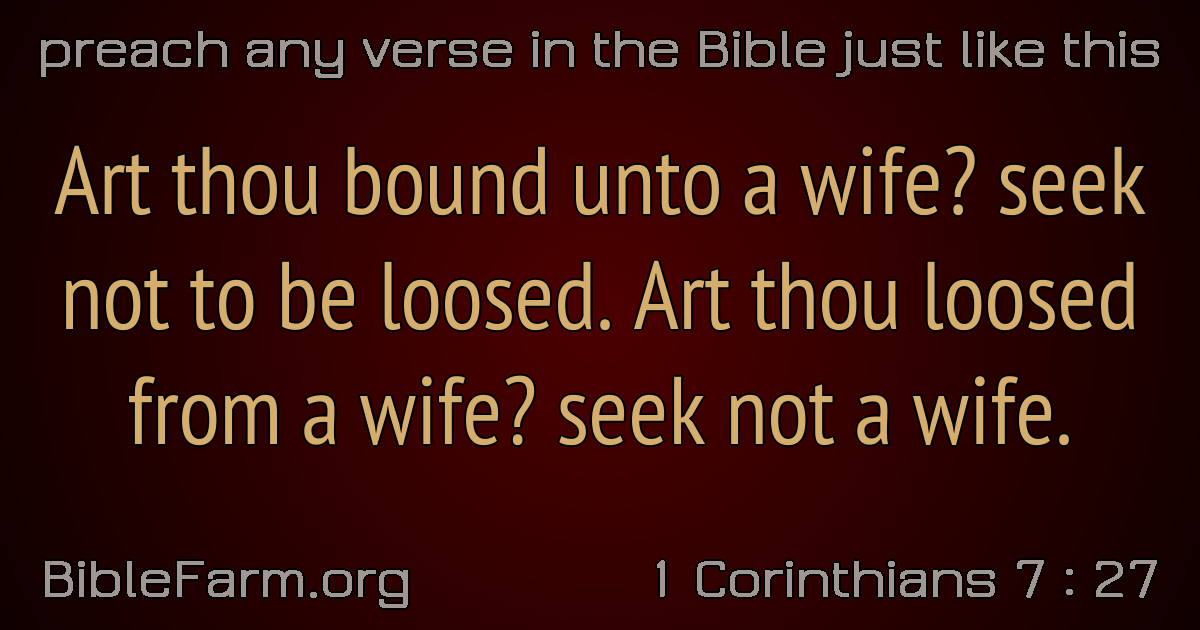 preach any verse in the Bible just like this
Art thou bound unto a wife? seek
not to be loosed. Art thou loosed
from a wife? seek not a wife.
BibleFarm.org
1 Corinthians 7 : 27